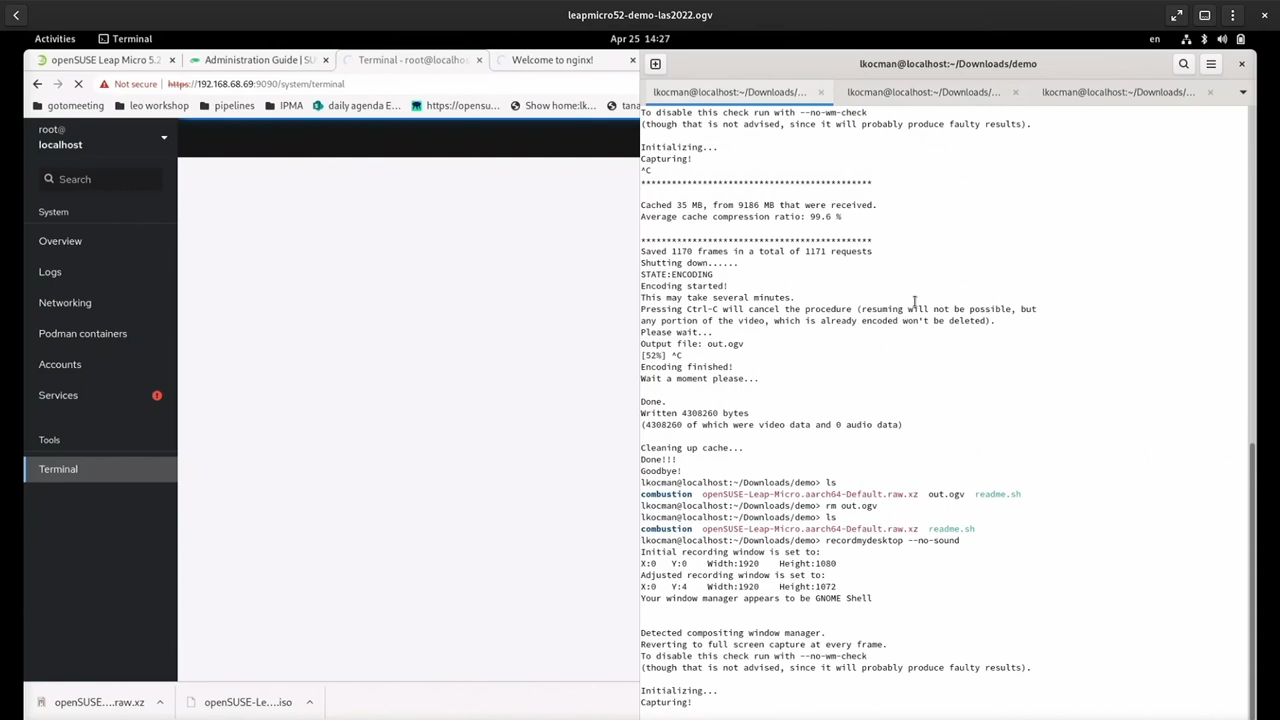 leapmicro52-demo-las2022.ogv
Activities
Terminal
Apr 25 14:27
en
openSUSE Leap Micro 5.2
Administration Guide | SU
Terminal - root@localhos
Welcome to nginx!
Not secure
https://192.168.68.69:9090/system/terminal
gotomeeting
leo workshop
pipelines
IPMA
daily agenda E...
https://opensu...
Show home:lk...
tana
root@
localhost
Search
System
Overview
Logs
Networking
Podman containers
Accounts
Services
Tools
Terminal
openSUSE....raw.xz
openSUSE-Le....iso
lkocman@localhost:~/Downloads/demo
lkocman@localhost:~/Downloads/...
lkocman@localhost:~/Downloads/...
lkocman@localhost:~/Downloads/...
To disable this check run with --no-wm-check
(though that is not advised, since it will probably produce faulty results).
Initializing...
Capturing!
^C
*******************************************
Cached 35 MB, from 9186 MB that were received.
Average cache compression ratio: 99.6 %
*******************************************
Saved 1170 frames in a total of 1171 requests
Shutting down......
STATE:ENCODING
Encoding started!
This may take several minutes.
Pressing Ctrl-C will cancel the procedure (resuming will not be possible, but
any portion of the video, which is already encoded won't be deleted).
Please wait...
Output file: out.ogv
[52%] ^C
Encoding finished!
Wait a moment please...
Done.
Written 4308260 bytes
(4308260 of which were video data and 0 audio data)
Cleaning up cache...
Done!!!
Goodbye!
lkocman@localhost:~/Downloads/demo> ls
combustion openSUSE-Leap-Micro.aarch64-Default.raw.xz out.ogv readme.sh
lkocman@localhost:~/Downloads/demo> rm out.ogv
lkocman@localhost:~/Downloads/demo> ls
combustion openSUSE-Leap-Micro.aarch64-Default.raw.xz readme.sh
lkocman@localhost:~/Downloads/demo> recordmydesktop --no-sound
Initial recording window is set to:
X:0 Y:0 Width:1920 Height:1080
Adjusted recording window is set to:
X:0 Y:4 Width:1920 Height:1072
Your window manager appears to be GNOME Shell
Detected compositing window manager.
Reverting to full screen capture at every frame.
To disable this check run with --no-wm-check
(though that is not advised, since it will probably produce faulty results).
Initializing...
Capturing!